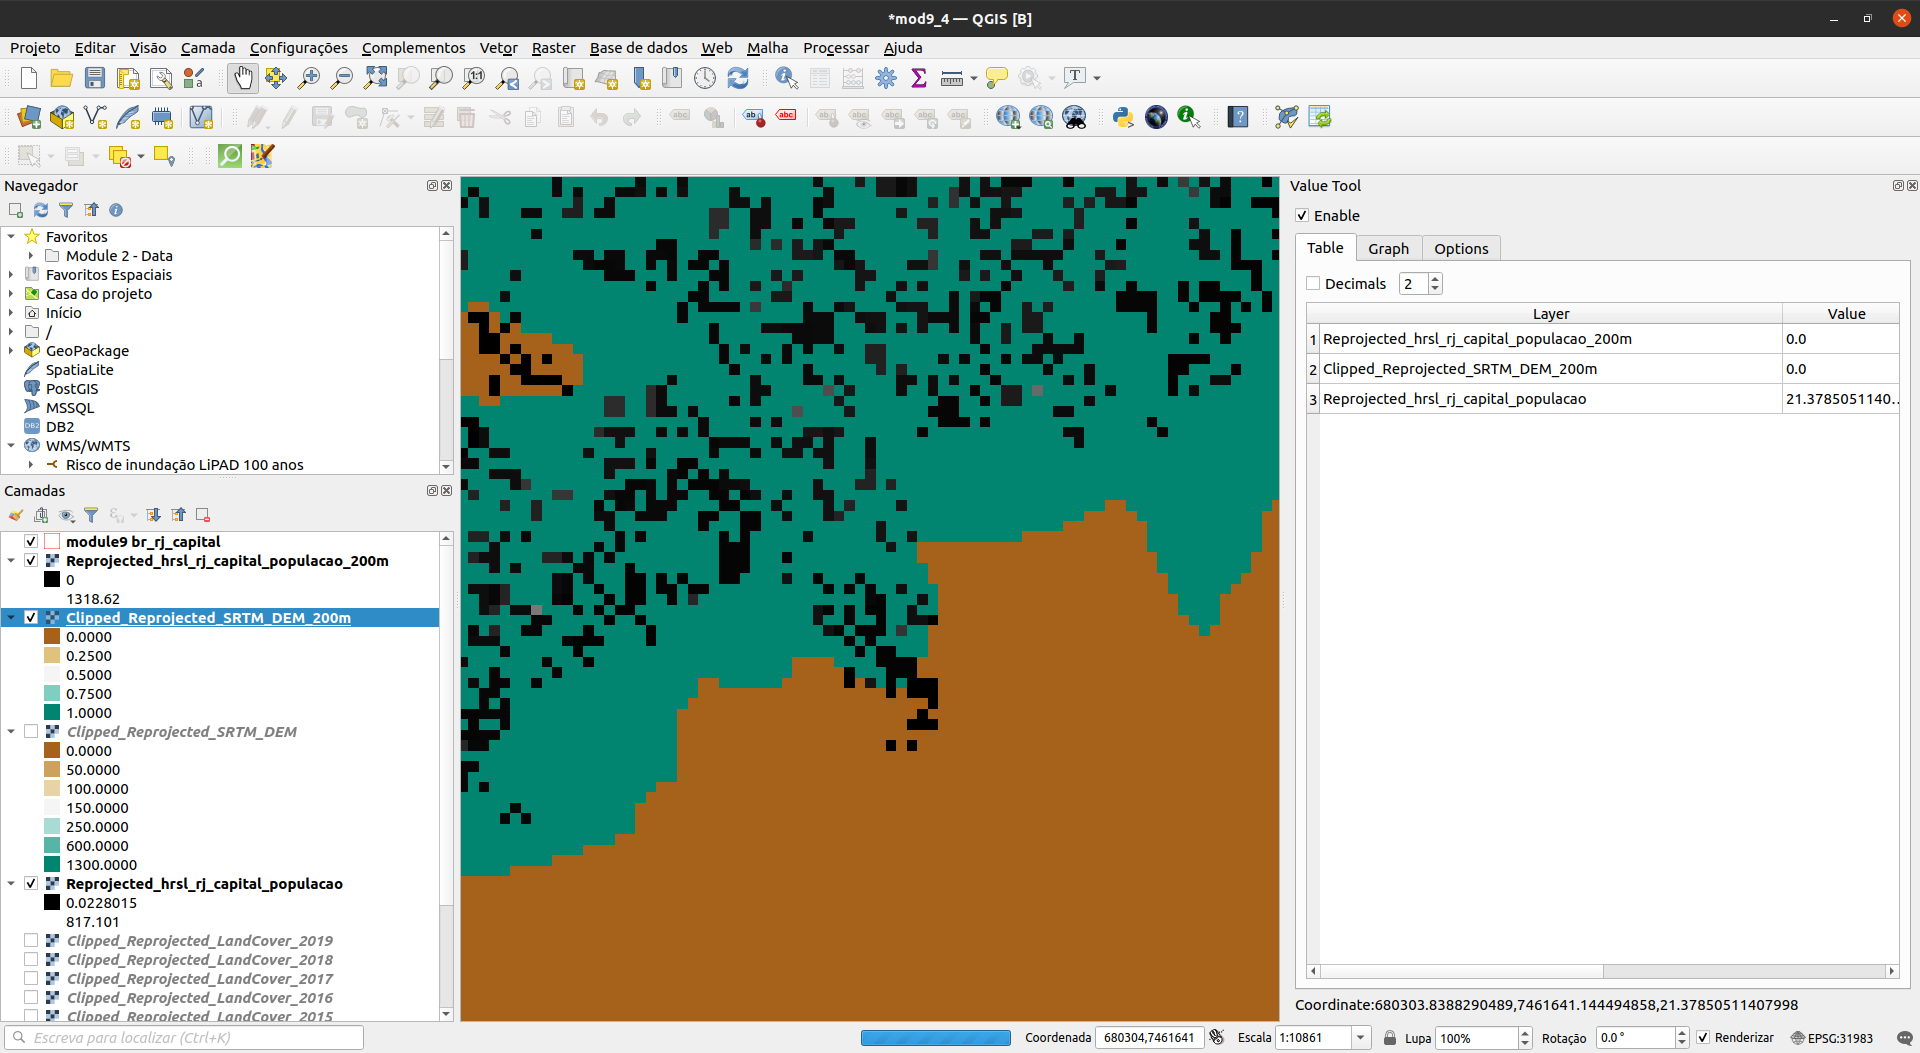 *mod9_4 — QGIS [B]
Projeto Editar Visão Camada Configurações Complementos Vetor Raster Base de dados Web Malha Processar Ajuda
Navegador
Favoritos
Module 2 - Data
Favoritos Espaciais
Casa do projeto
Início
/
GeoPackage
SpatiaLite
PostGIS
MSSQL
DB2
WMS/WMTS
Risco de inundação LiPAD 100 anos
Camadas
module9 br_rj_capital
Reprojected_hrsl_rj_capital_populacao_200m
0
1318.62
Clipped_Reprojected_SRTM_DEM_200m
0.0000
0.2500
0.5000
0.7500
1.0000
Clipped_Reprojected_SRTM_DEM
0.0000
50.0000
100.0000
150.0000
250.0000
600.0000
1300.0000
Reprojected_hrsl_rj_capital_populacao
0.0228015
817.101
Clipped_Reprojected_LandCover_2019
Clipped_Reprojected_LandCover_2018
Clipped_Reprojected_LandCover_2017
Clipped_Reprojected_LandCover_2016
Clipped_Reprojected_LandCover_2015
Value Tool
Enable
Table Graph Options
Decimals 2
Layer Value
1 Reprojected_hrsl_rj_capital_populacao_200m 0.0
2 Clipped_Reprojected_SRTM_DEM_200m 0.0
3 Reprojected_hrsl_rj_capital_populacao 21.3785051140...
Coordinate:680303.8388290489,7461641.144494858,21.37850511407998
Escreva para localizar (Ctrl+K)
Coordenada 680304,7461641 Escala 1:10861 Lupa 100% Rotação 0.0 ° Renderizar EPSG:31983